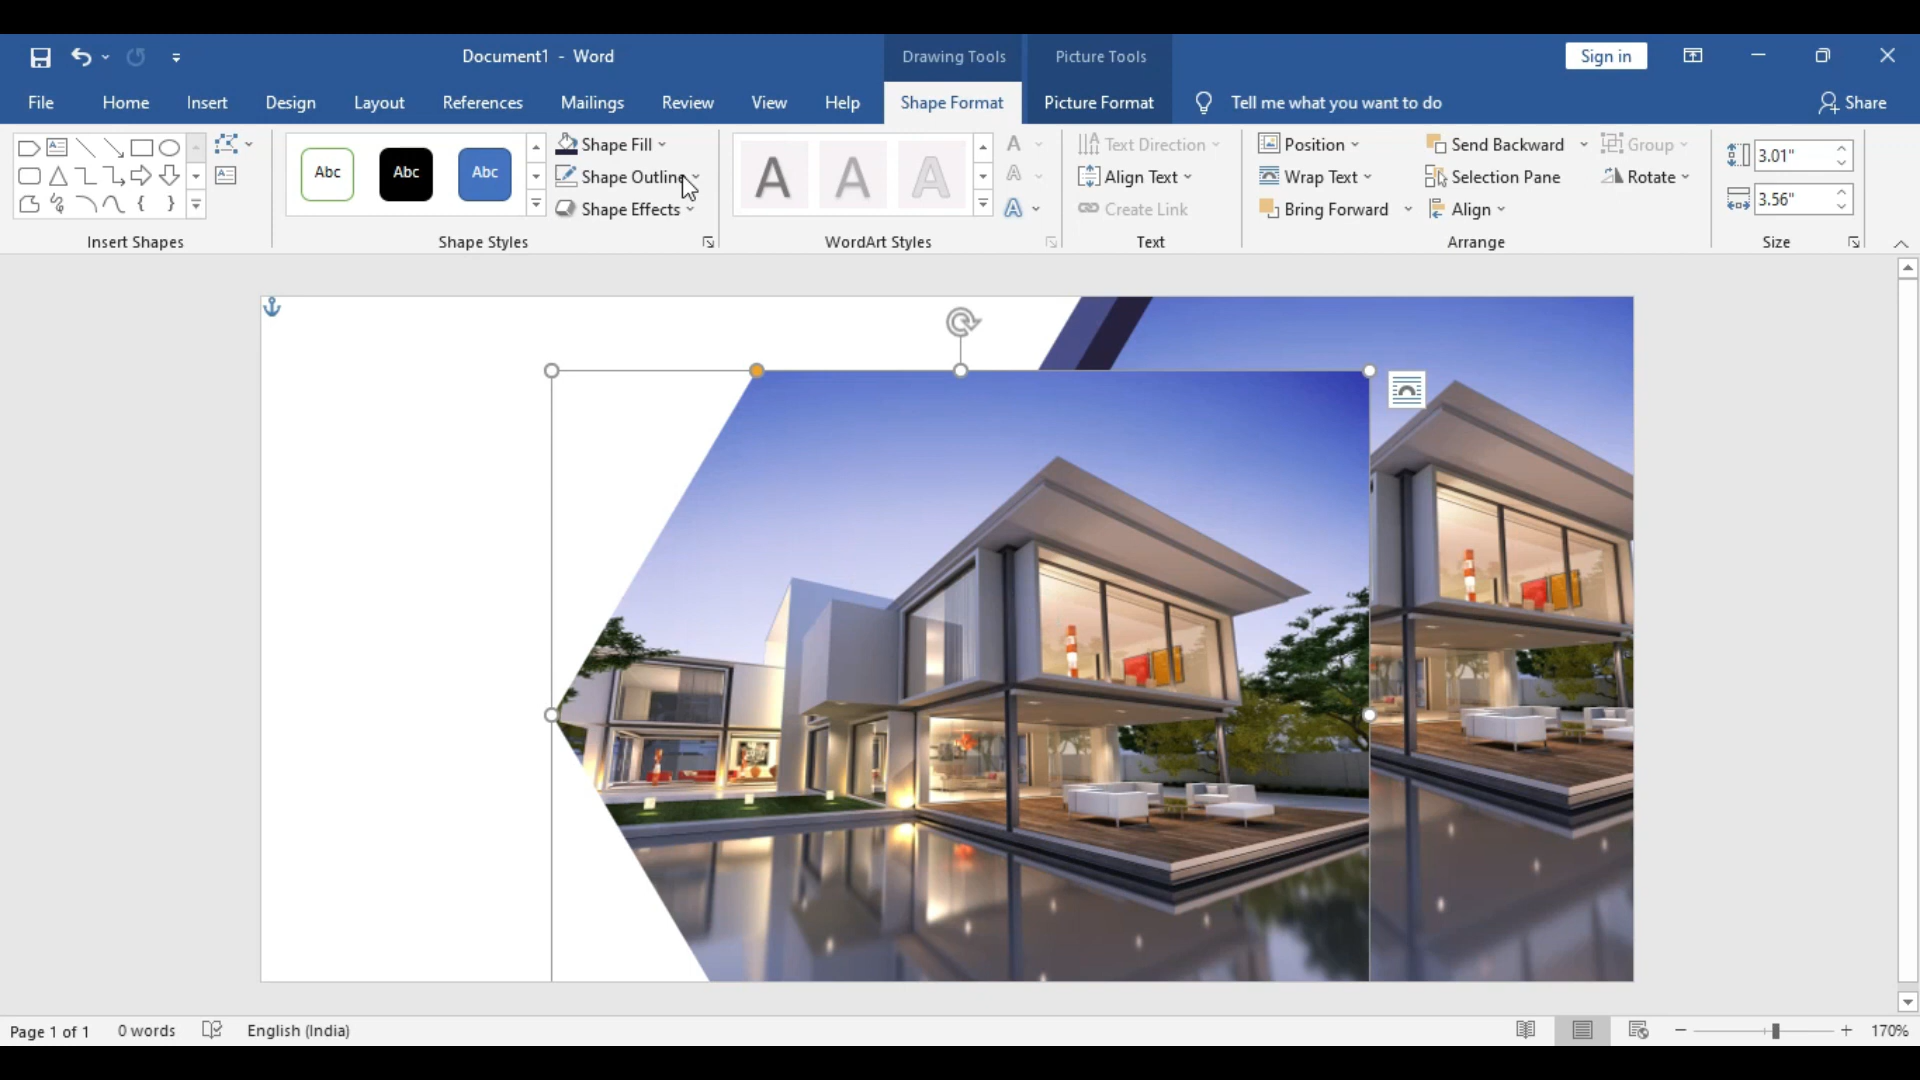 Document1 - Word
Drawing Tools
Picture Tools
Sign in
File
Home
Insert
Design
Layout
References
Mailings
Review
View
Help
Shape Format
Picture Format
Tell me what you want to do
Share
Abc
Abc
Abc
Shape Fill
Shape Outline
Shape Effects
A
A
A
A
A
A
Text Direction
Align Text
Create Link
Position
Wrap Text
Bring Forward
Send Backward
Selection Pane
Align
Group
Rotate
3.01"
3.56"
Insert Shapes
Shape Styles
WordArt Styles
Text
Arrange
Size
Page 1 of 1
0 words
English (India)
170%